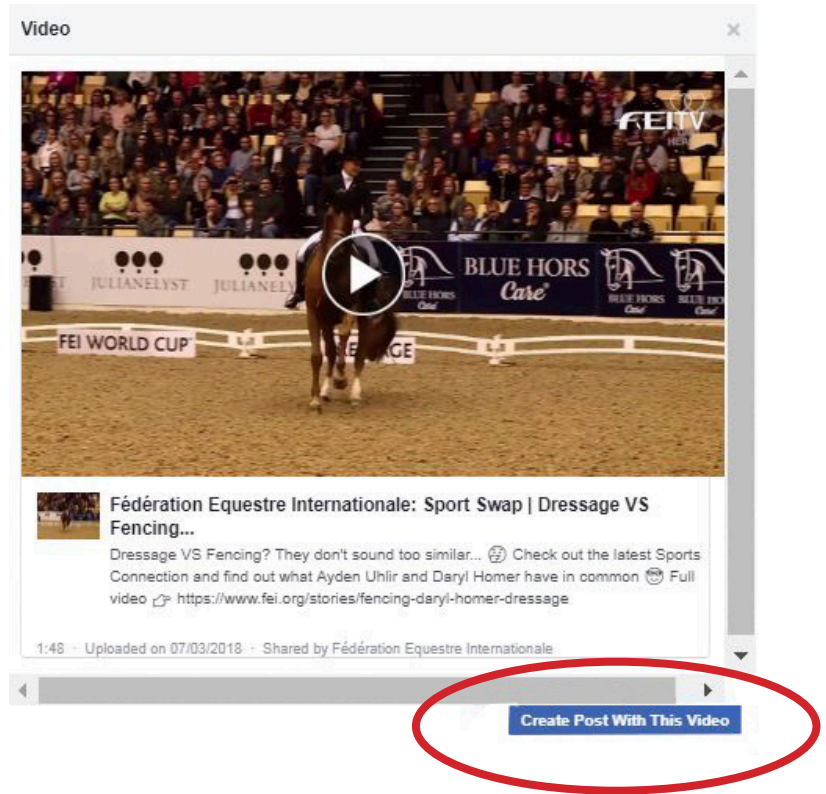 Video
FEITV
HER
JULIANELYST
BLUE HORS
Care
BLUE HORS
Care
BLUE HORS
Care
FEI WORLD CUP
Fédération Equestre Internationale: Sport Swap | Dressage VS
Fencing...
Dressage VS Fencing? They don't sound too similar... 🤔 Check out the latest Sports
Connection and find out what Ayden Uhlir and Daryl Homer have in common 😎 Full
video 👉 https://www.fei.org/stories/fencing-daryl-homer-dressage
1:48 · Uploaded on 07/03/2018 · Shared by Fédération Equestre Internationale
Create Post With This Video